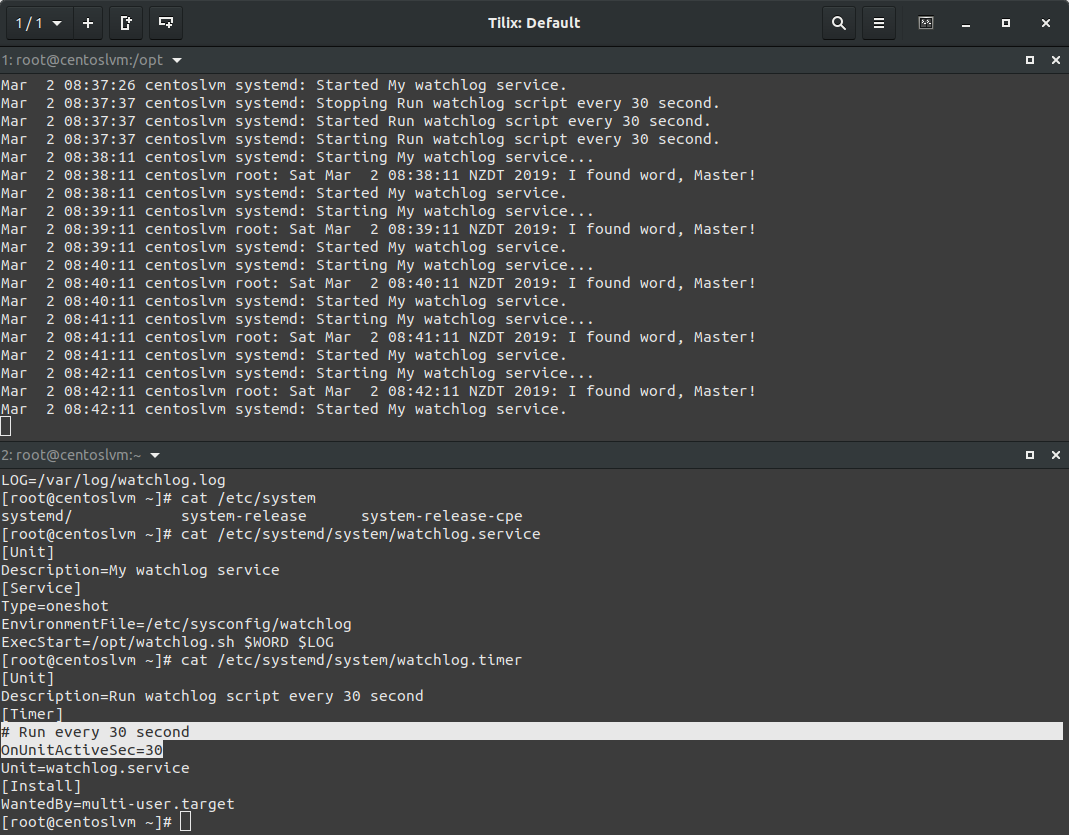 1 / 1
Tilix: Default
1: root@centoslvm:/opt
Mar  2 08:37:26 centoslvm systemd: Started My watchlog service.
Mar  2 08:37:37 centoslvm systemd: Stopping Run watchlog script every 30 second.
Mar  2 08:37:37 centoslvm systemd: Started Run watchlog script every 30 second.
Mar  2 08:37:37 centoslvm systemd: Starting Run watchlog script every 30 second.
Mar  2 08:38:11 centoslvm systemd: Starting My watchlog service...
Mar  2 08:38:11 centoslvm root: Sat Mar  2 08:38:11 NZDT 2019: I found word, Master!
Mar  2 08:38:11 centoslvm systemd: Started My watchlog service.
Mar  2 08:39:11 centoslvm systemd: Starting My watchlog service...
Mar  2 08:39:11 centoslvm root: Sat Mar  2 08:39:11 NZDT 2019: I found word, Master!
Mar  2 08:39:11 centoslvm systemd: Started My watchlog service.
Mar  2 08:40:11 centoslvm systemd: Starting My watchlog service...
Mar  2 08:40:11 centoslvm root: Sat Mar  2 08:40:11 NZDT 2019: I found word, Master!
Mar  2 08:40:11 centoslvm systemd: Started My watchlog service.
Mar  2 08:41:11 centoslvm systemd: Starting My watchlog service...
Mar  2 08:41:11 centoslvm root: Sat Mar  2 08:41:11 NZDT 2019: I found word, Master!
Mar  2 08:41:11 centoslvm systemd: Started My watchlog service.
Mar  2 08:42:11 centoslvm systemd: Starting My watchlog service...
Mar  2 08:42:11 centoslvm root: Sat Mar  2 08:42:11 NZDT 2019: I found word, Master!
Mar  2 08:42:11 centoslvm systemd: Started My watchlog service.
2: root@centoslvm:~
LOG=/var/log/watchlog.log
[root@centoslvm ~]# cat /etc/system
systemd/            system-release      system-release-cpe
[root@centoslvm ~]# cat /etc/systemd/system/watchlog.service
[Unit]
Description=My watchlog service
[Service]
Type=oneshot
EnvironmentFile=/etc/sysconfig/watchlog
ExecStart=/opt/watchlog.sh $WORD $LOG
[root@centoslvm ~]# cat /etc/systemd/system/watchlog.timer
[Unit]
Description=Run watchlog script every 30 second
[Timer]
# Run every 30 second
OnUnitActiveSec=30
Unit=watchlog.service
[Install]
WantedBy=multi-user.target
[root@centoslvm ~]#